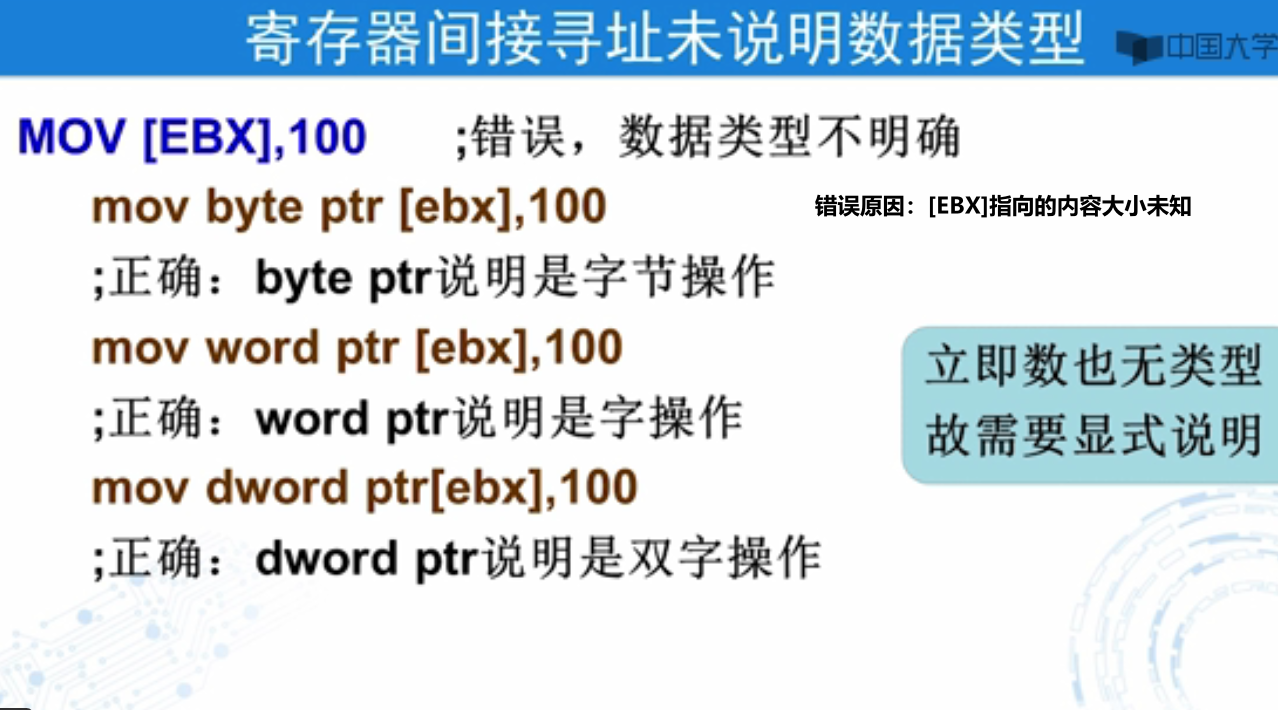 寄存器间接寻址未说明数据类型
中国大学
MOV [EBX],100 ;错误，数据类型不明确
mov byte ptr [ebx],100
错误原因：[EBX]指向的内容大小未知
;正确：byte ptr说明是字节操作
mov word ptr [ebx],100
;正确：word ptr说明是字操作
立即数也无类型
故需要显式说明
mov dword ptr[ebx],100
;正确：dword ptr说明是双字操作